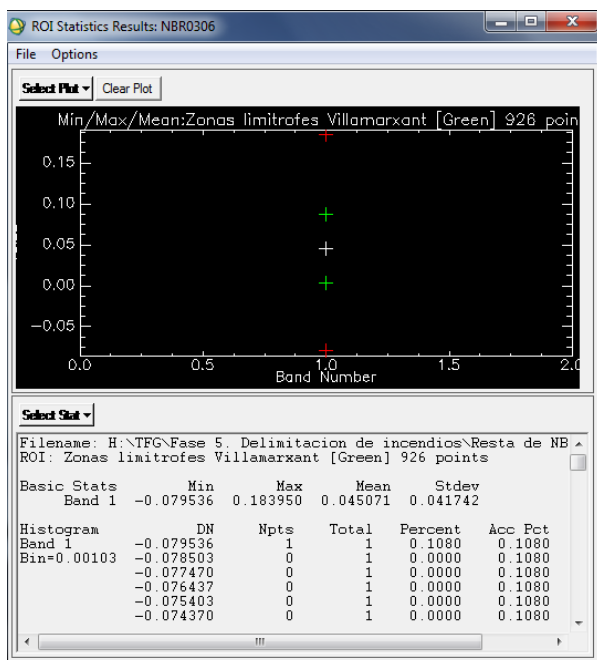 ROI Statistics Results: NBR0306
File Options
Select Plot Clear Plot
Min/Max/Mean:Zonas limitrofes Villamarxant [Green] 926 poin
0.15
0.10
0.05
0.00
-0.05
0.0 0.5 1.0 1.5 2.0
Band Number
Select Stat
Filename: H:\TFG\Fase 5. Delimitacion de incendios\Resta de NB
ROI: Zonas limitrofes Villamarxant [Green] 926 points
Basic Stats Min Max Mean Stdev
Band 1 -0.079536 0.183950 0.045071 0.041742
Histogram DN Npts Total Percent Acc Pct
Band 1 -0.079536 1 1 0.1080 0.1080
Bin=0.00103 -0.078503 0 1 0.0000 0.1080
-0.077470 0 1 0.0000 0.1080
-0.076437 0 1 0.0000 0.1080
-0.075403 0 1 0.0000 0.1080
-0.074370 0 1 0.0000 0.1080